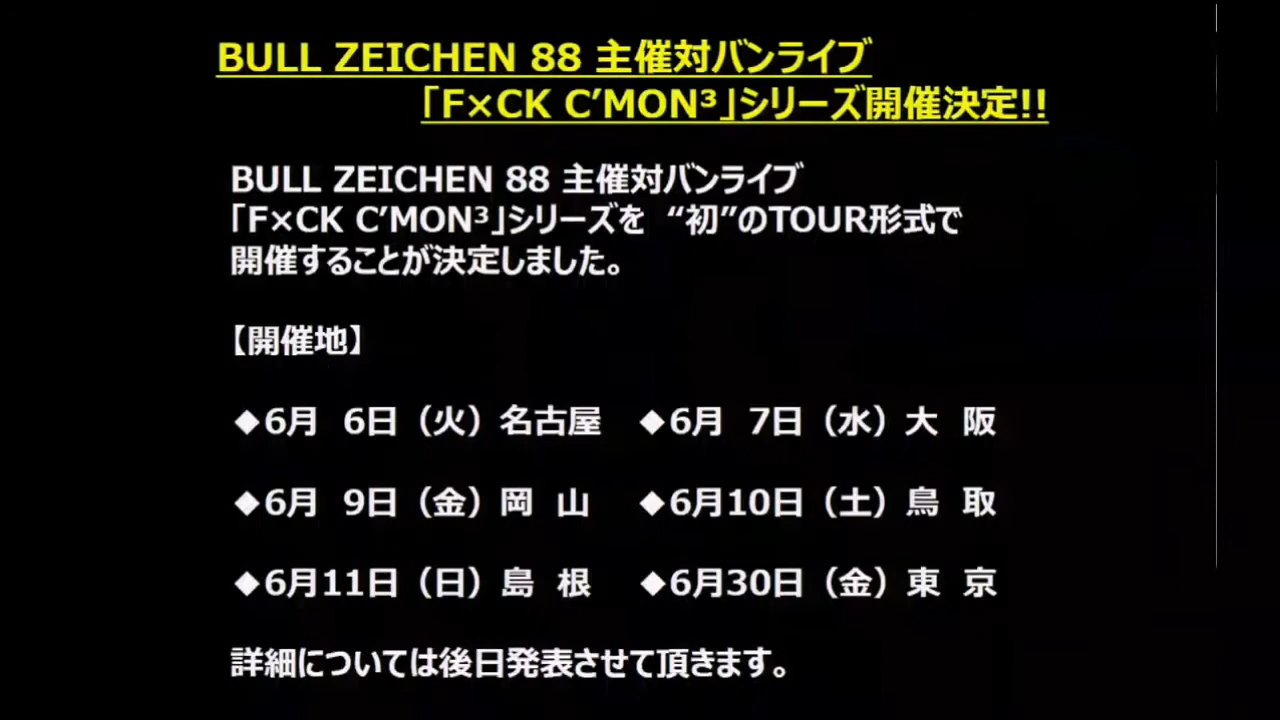 BULL ZEICHEN 88 主催対バンライブ
「F×CK C’MON³」シリーズ開催決定!!
BULL ZEICHEN 88 主催対バンライブ
「F×CK C’MON³」シリーズを “初”のTOUR形式で
開催することが決定しました。
【開催地】
◆6月 6日（火）名古屋 ◆6月 7日（水）大 阪
◆6月 9日（金）岡 山 ◆6月10日（土）鳥 取
◆6月11日（日）島 根 ◆6月30日（金）東 京
詳細については後日発表させて頂きます。